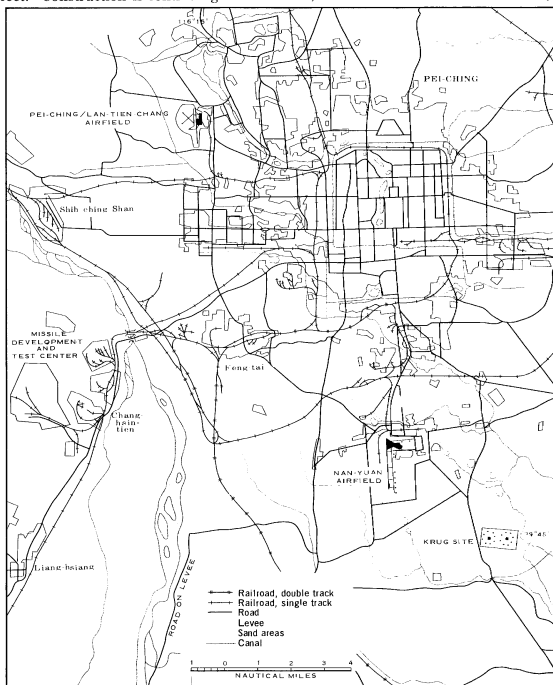 116°15'
PEI-CHING
PEI-CHING/LAN-TIEN-CHANG
AIRFIELD
Shih-ching Shan
MISSILE
DEVELOPMENT
AND
TEST CENTER
Feng-tai
Chang-
hsin-
tien
NAN-YUAN
AIRFIELD
KRUG SITE
39°45'
Liang-hsiang
ROAD ON LEVEE
Railroad, double track
Railroad, single track
Road
Levee
Sand areas
Canal
1 0 1 2 3 4
NAUTICAL MILES